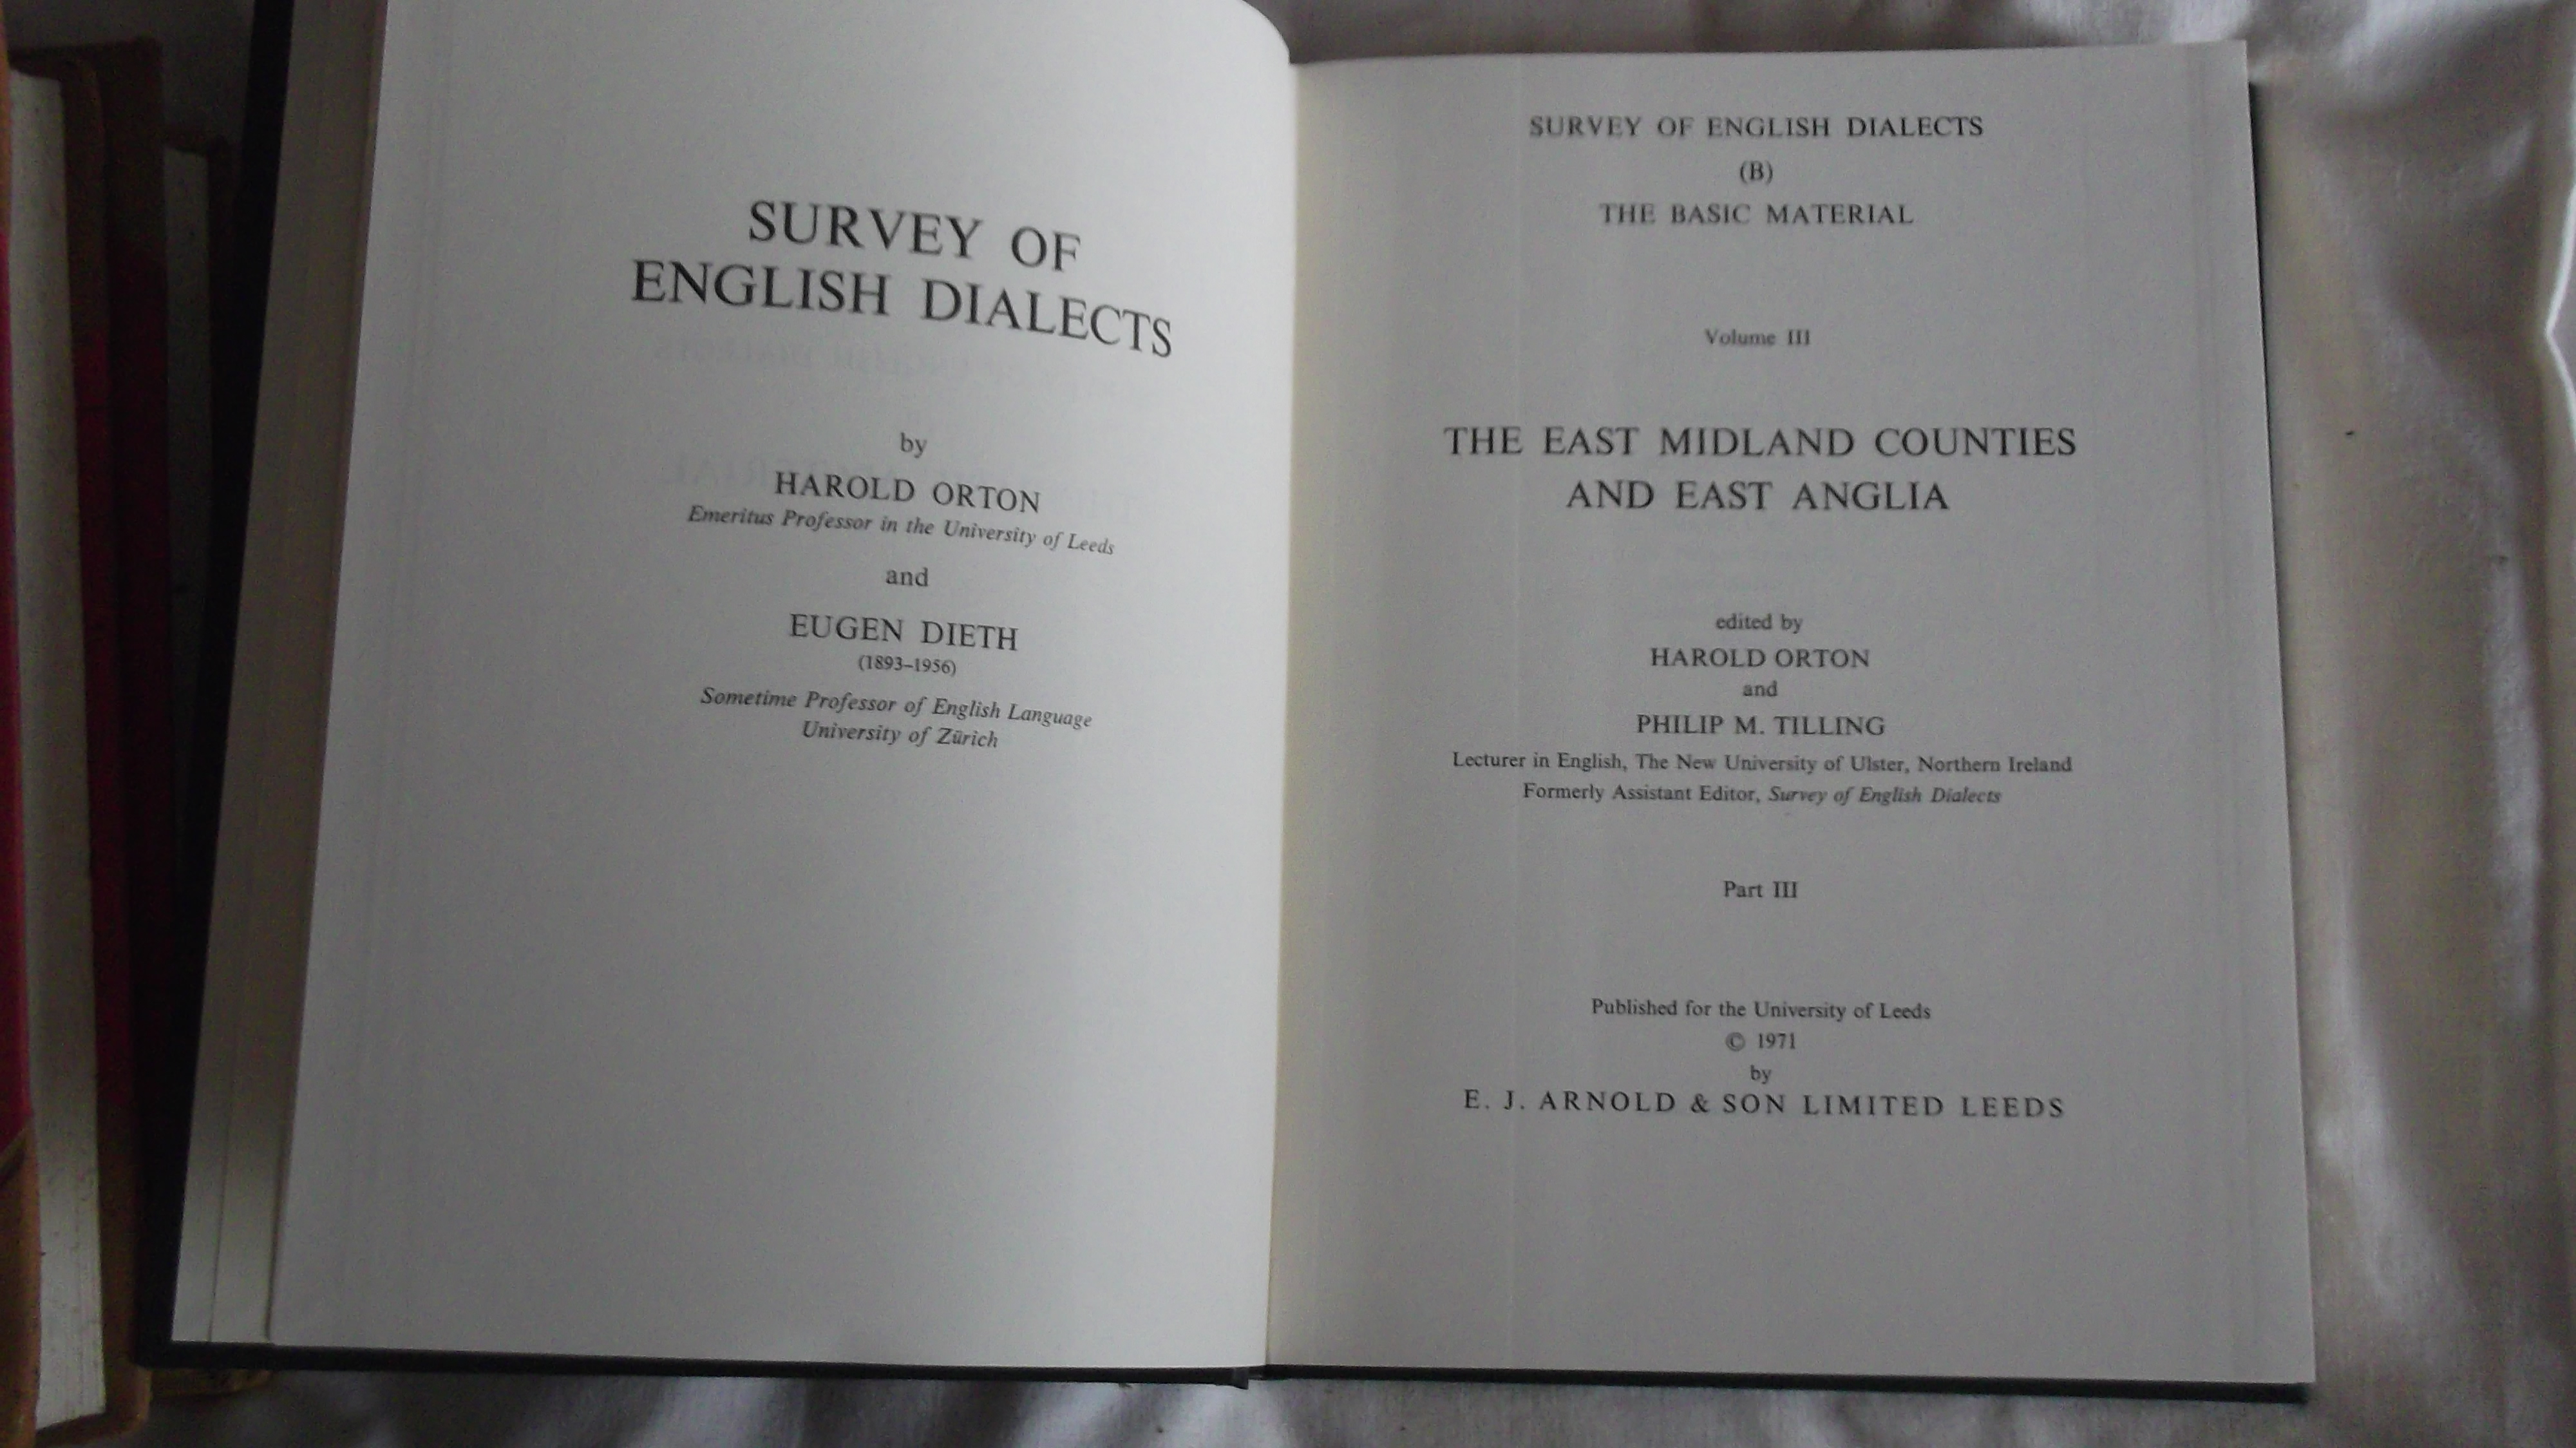 SURVEY OF
ENGLISH DIALECTS
by
HAROLD ORTON
Emeritus Professor in the University of Leeds
and
EUGEN DIETH
(1893–1956)
Sometime Professor of English Language
University of Zürich
SURVEY OF ENGLISH DIALECTS
(B)
THE BASIC MATERIAL
Volume III
THE EAST MIDLAND COUNTIES
AND EAST ANGLIA
edited by
HAROLD ORTON
and
PHILIP M. TILLING
Lecturer in English, The New University of Ulster, Northern Ireland
Formerly Assistant Editor, Survey of English Dialects
Part III
Published for the University of Leeds
© 1971
by
E. J. ARNOLD & SON LIMITED LEEDS